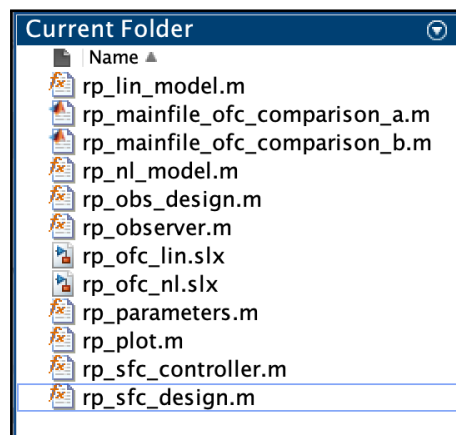 Current Folder
Name
rp_lin_model.m
rp_mainfile_ofc_comparison_a.m
rp_mainfile_ofc_comparison_b.m
rp_nl_model.m
rp_obs_design.m
rp_observer.m
rp_ofc_lin.slx
rp_ofc_nl.slx
rp_parameters.m
rp_plot.m
rp_sfc_controller.m
rp_sfc_design.m